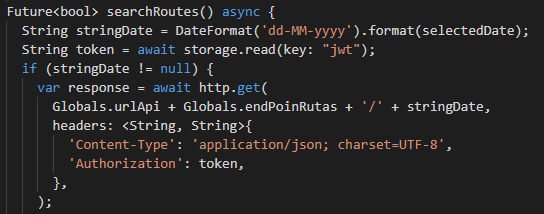 Future<bool> searchRoutes() async {
  String stringDate = DateFormat('dd-MM-yyyy').format(selectedDate);
  String token = await storage.read(key: "jwt");
  if (stringDate != null) {
    var response = await http.get(
      Globals.urlApi + Globals.endPoinRutas + '/' + stringDate,
      headers: <String, String>{
        'Content-Type': 'application/json; charset=UTF-8',
        'Authorization': token,
      },
    );